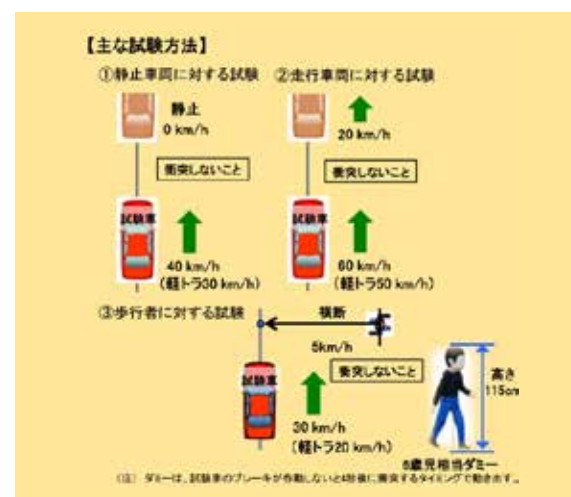 【主な試験方法】
①静止車両に対する試験 ②走行車両に対する試験
静止
0 km/h
20 km/h
衝突しないこと
衝突しないこと
試験車
試験車
40 km/h
(軽トラ30 km/h)
60 km/h
(軽トラ50 km/h)
③歩行者に対する試験
横断
5km/h
衝突しないこと
試験車
高さ
115cm
30 km/h
(軽トラ20 km/h)
6歳児相当ダミー
(注) ダミーは、試験車のブレーキが作動しないと4秒後に衝突するタイミングで動き出す。